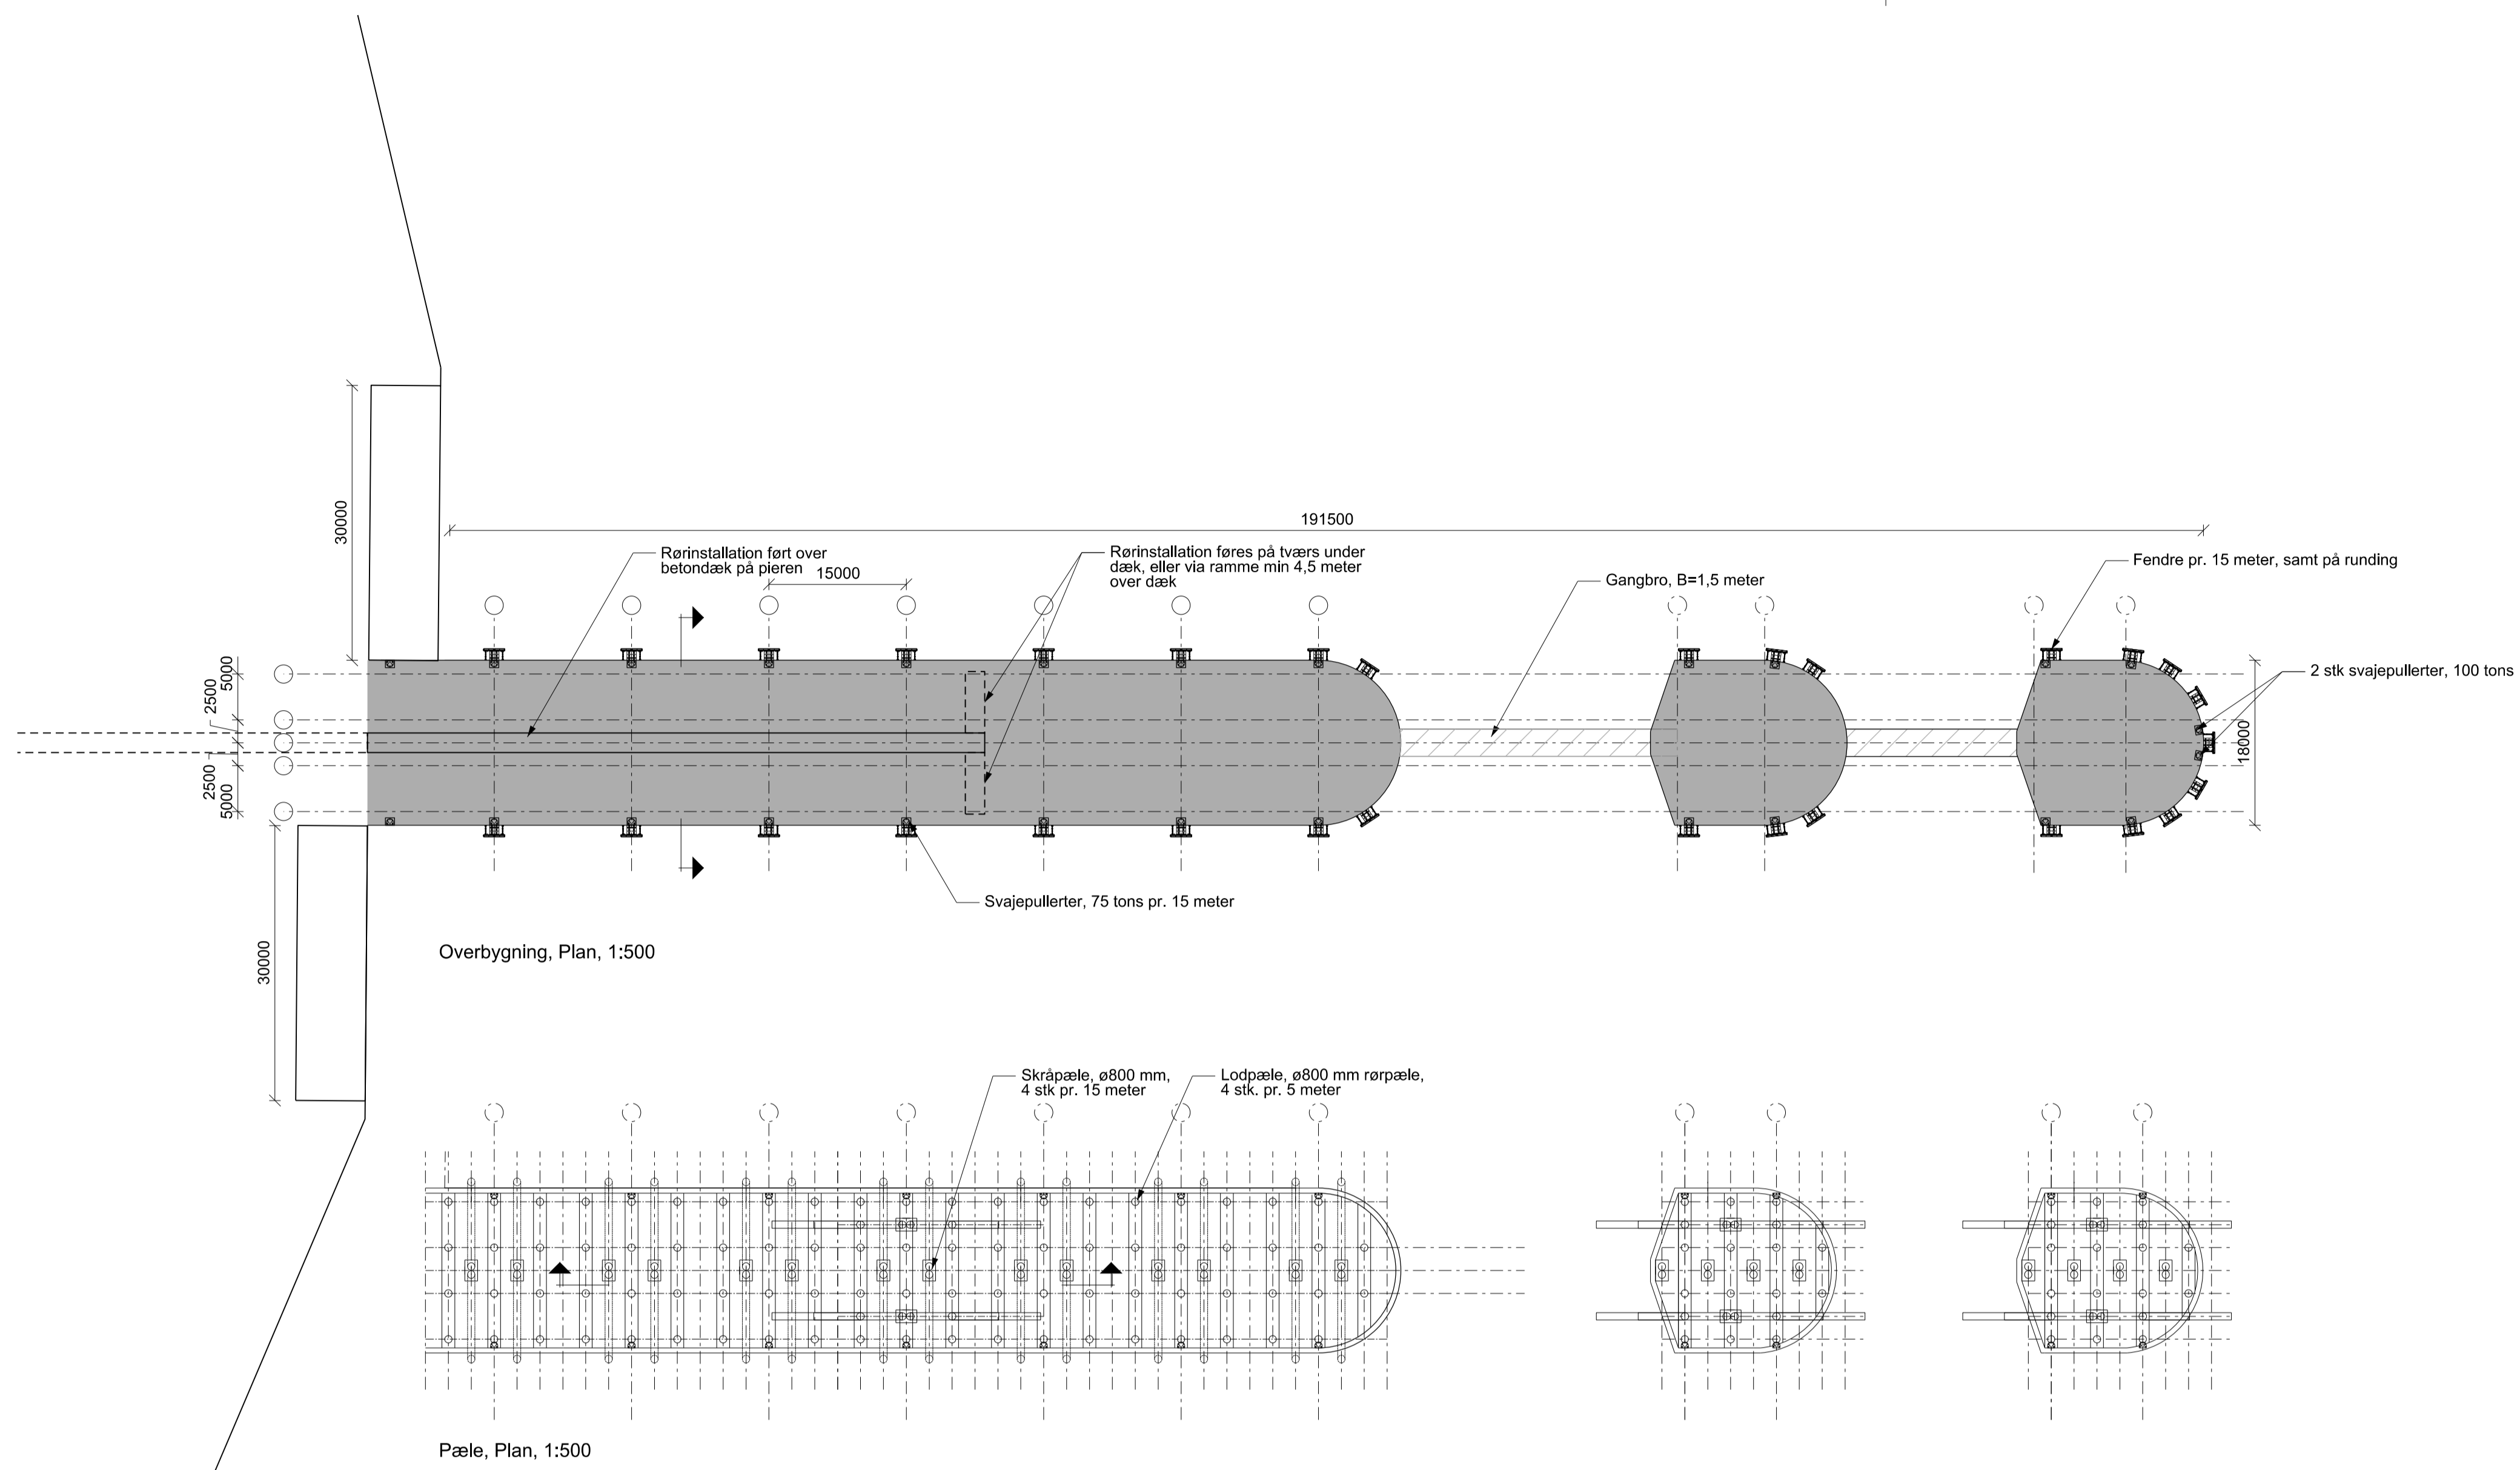 30000
191500
Rørinstallation ført over
betondæk på pieren
15000
Rørinstallation føres på tværs under
dæk, eller via ramme min 4,5 meter
over dæk
Gangbro, B=1,5 meter
Fendre pr. 15 meter, samt på runding
2 stk svajepullerter, 100 tons
18000
5000
2500
2500
5000
Svajepullerter, 75 tons pr. 15 meter
Overbygning, Plan, 1:500
30000
Skråpæle, ø800 mm,
4 stk pr. 15 meter
Lodpæle, ø800 mm rørpæle,
4 stk. pr. 5 meter
Pæle, Plan, 1:500